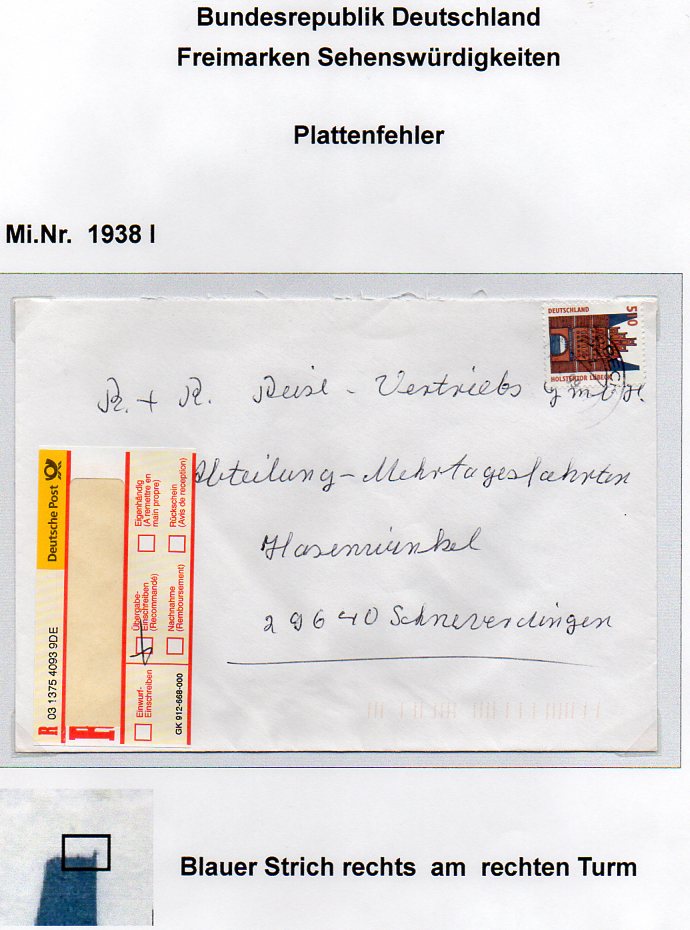 Bundesrepublik Deutschland
Freimarken Sehenswürdigkeiten
Plattenfehler
Mi.Nr. 1938 I
DEUTSCHLAND
510
HOLSTENTOR LÜBECK
R. + R. Reise - Vertriebs GmbH.
Abteilung - Mehrtagesfahrten
Hasenwinkel
29640 Schneverdingen
Deutsche Post
R 03 1375 4093 9DE
Eigenhändig
(A remettre en
main propre)
Rückschein
(Avis de reception)
Übergabe-
Einschreiben
(Recommandé)
Nachnahme
(Remboursement)
Einwurf-
Einschreiben
GK 912-668-000
Blauer Strich rechts am rechten Turm